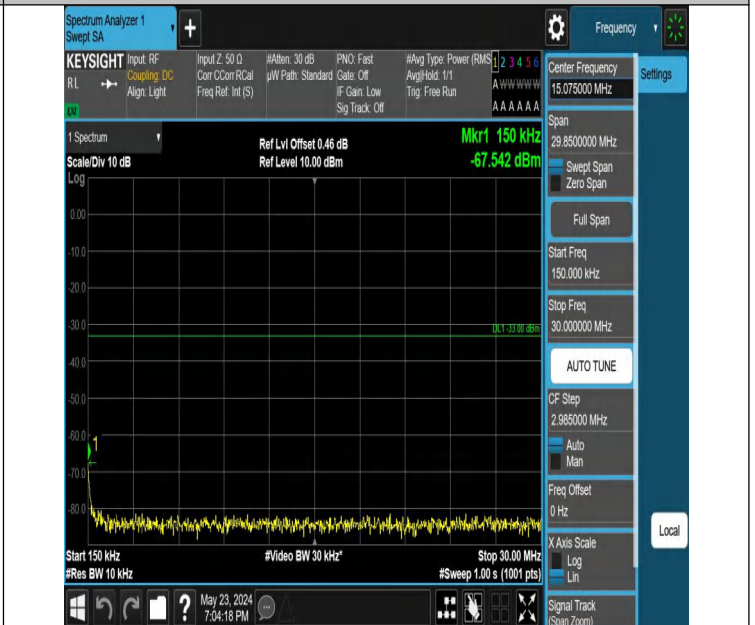 Spectrum Analyzer 1
Swept SA
Frequency
KEYSIGHT
RL
LXI
Input: RF
Coupling: DC
Align: Light
Input Z: 50 Ω
Corr CCorr RCal
Freq Ref: Int (S)
#Atten: 30 dB
µW Path: Standard
PNO: Fast
Gate: Off
IF Gain: Low
Sig Track: Off
#Avg Type: Power (RMS
Avg|Hold: 1/1
Trig: Free Run
1 2 3 4 5 6
A W W W W W
A A A A A A
1 Spectrum
Scale/Div 10 dB
Log
Ref Lvl Offset 0.46 dB
Ref Level 10.00 dBm
Mkr1 150 kHz
-67.542 dBm
0.00
-10.0
-20.0
-30.0
-40.0
-50.0
-60.0
-70.0
-80.0
DL1 -33.00 dBm
1
Start 150 kHz
#Res BW 10 kHz
#Video BW 30 kHz*
Stop 30.00 MHz
#Sweep 1.00 s (1001 pts)
?
May 23, 2024
7:04:18 PM
Center Frequency
15.075000 MHz
Settings
Span
29.8500000 MHz
Swept Span
Zero Span
Full Span
Start Freq
150.000 kHz
Stop Freq
30.000000 MHz
AUTO TUNE
CF Step
2.985000 MHz
Auto
Man
Freq Offset
0 Hz
Local
X Axis Scale
Log
Lin
Signal Track
(Span Zoom)